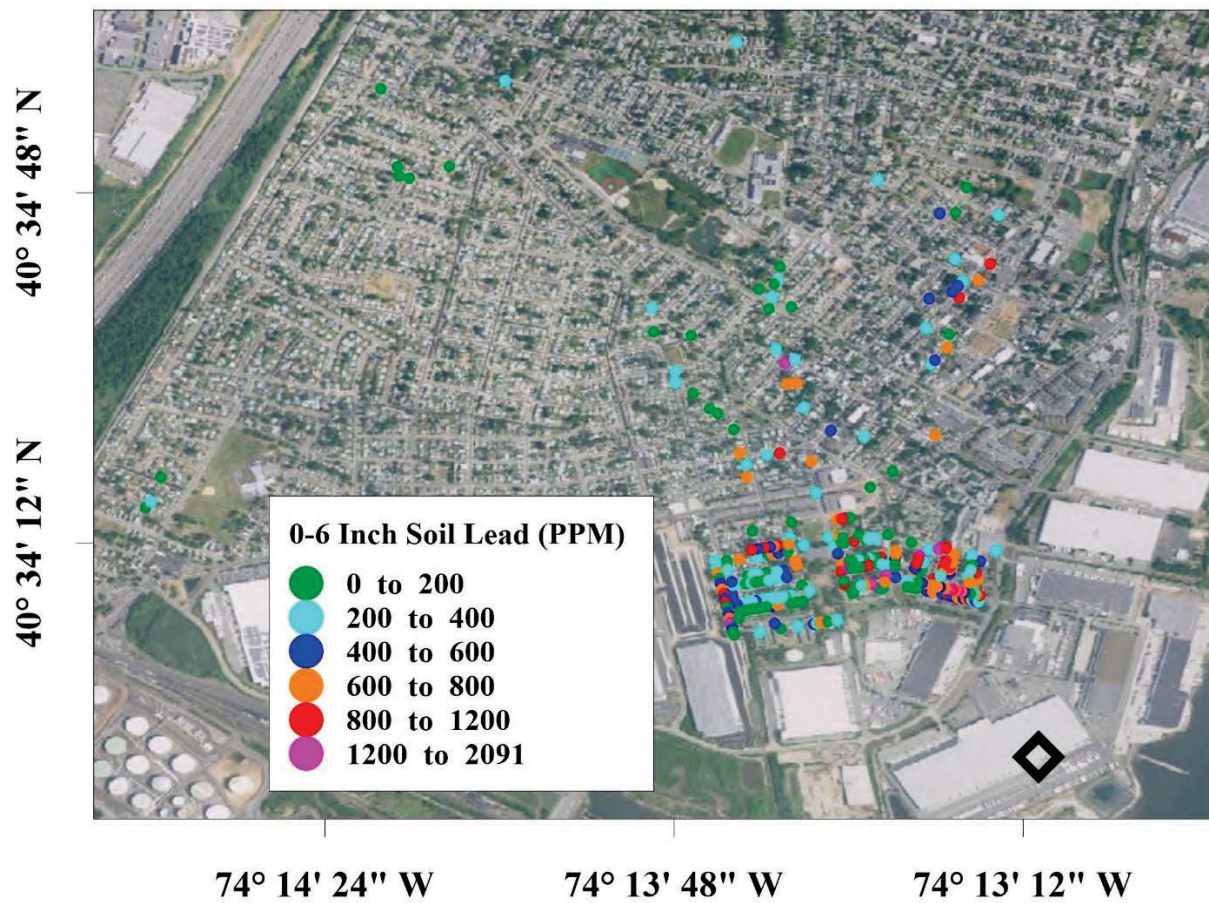 40° 34' 48" N
40° 34' 12" N
0-6 Inch Soil Lead (PPM)
0 to 200
200 to 400
400 to 600
600 to 800
800 to 1200
1200 to 2091
74° 14' 24" W
74° 13' 48" W
74° 13' 12" W